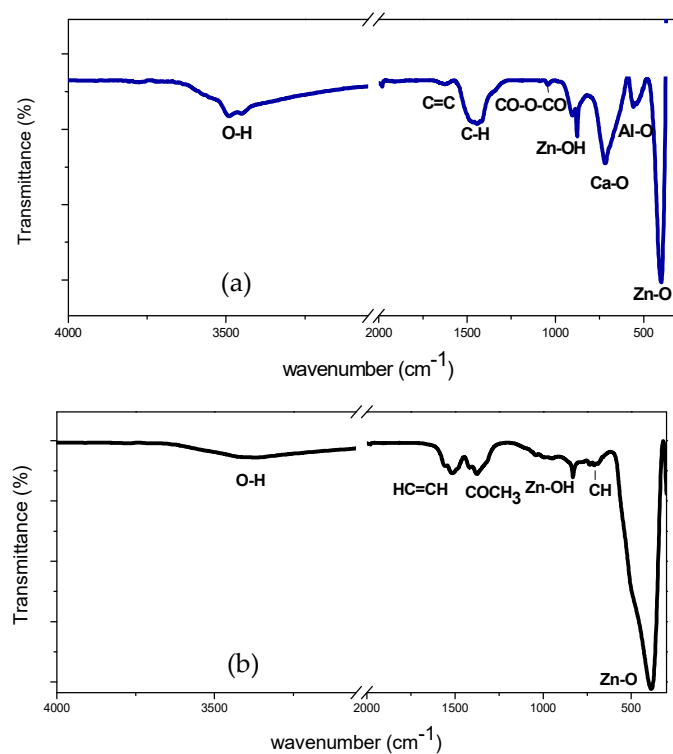 Transmittance (%)
O-H
C=C
C-H
CO-O-CO
Zn-OH
Ca-O
Al-O
Zn-O
(a)
4000 3500 2000 1500 1000 500
wavenumber (cm⁻¹)
Transmittance (%)
O-H
HC=CH
COCH₃
Zn-OH
CH
Zn-O
(b)
4000 3500 2000 1500 1000 500
wavenumber (cm⁻¹)